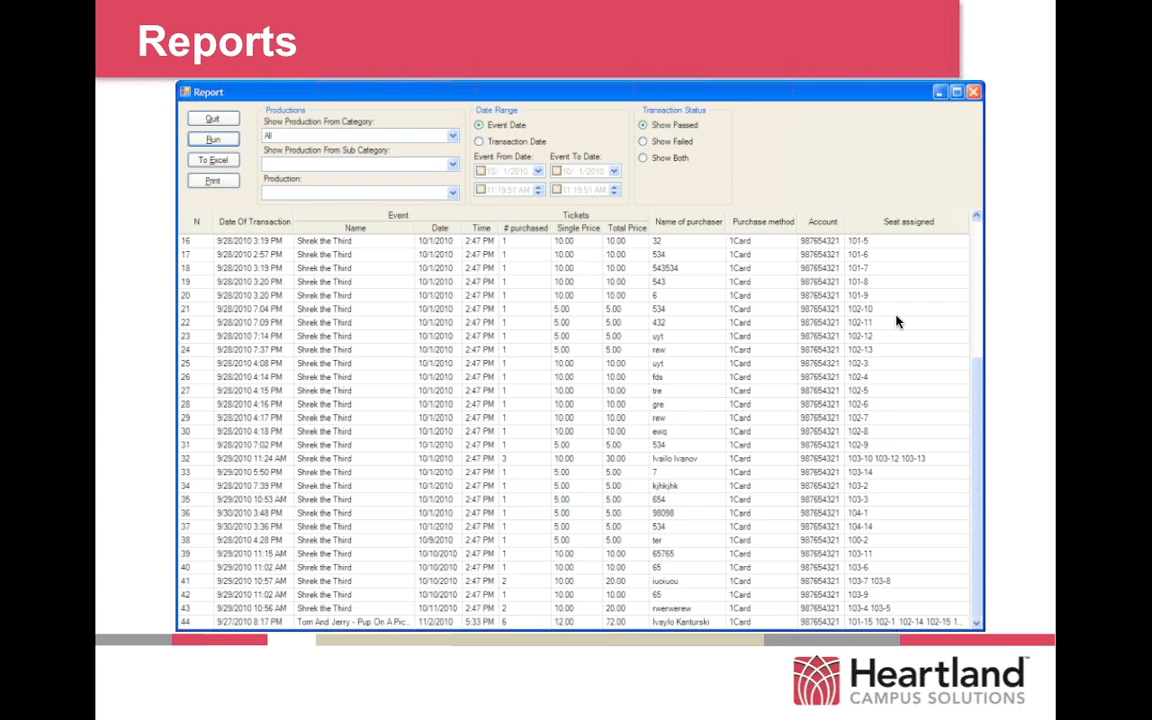 Reports
Report
Quit
Run
To Excel
Print
Productions
Show Production From Category:
All
Show Production From Sub Category:
Production:
Date Range
Event Date
Transaction Date
Event From Date: Event To Date:
10/ 1/2010 10/ 1/2010
11:19:51 AM 11:19:51 AM
Transaction Status
Show Passed
Show Failed
Show Both
N Date Of Transaction Event Tickets Name of purchaser Purchase method Account Seat assigned
Name Date Time # purchased Single Price Total Price
16 9/28/2010 3:19 PM Shrek the Third 10/1/2010 2:47 PM 1 10.00 10.00 32 1Card 987654321 101-5
17 9/28/2010 2:57 PM Shrek the Third 10/1/2010 2:47 PM 1 10.00 10.00 534 1Card 987654321 101-6
18 9/28/2010 3:19 PM Shrek the Third 10/1/2010 2:47 PM 1 10.00 10.00 543534 1Card 987654321 101-7
19 9/28/2010 3:20 PM Shrek the Third 10/1/2010 2:47 PM 1 10.00 10.00 543 1Card 987654321 101-8
20 9/28/2010 3:20 PM Shrek the Third 10/1/2010 2:47 PM 1 10.00 10.00 6 1Card 987654321 101-9
21 9/28/2010 7:04 PM Shrek the Third 10/1/2010 2:47 PM 1 5.00 5.00 534 1Card 987654321 102-10
22 9/28/2010 7:09 PM Shrek the Third 10/1/2010 2:47 PM 1 5.00 5.00 432 1Card 987654321 102-11
23 9/28/2010 7:14 PM Shrek the Third 10/1/2010 2:47 PM 1 5.00 5.00 uyt 1Card 987654321 102-12
24 9/28/2010 7:37 PM Shrek the Third 10/1/2010 2:47 PM 1 5.00 5.00 rew 1Card 987654321 102-13
25 9/28/2010 4:08 PM Shrek the Third 10/1/2010 2:47 PM 1 10.00 10.00 uyt 1Card 987654321 102-3
26 9/28/2010 4:14 PM Shrek the Third 10/1/2010 2:47 PM 1 10.00 10.00 fds 1Card 987654321 102-4
27 9/28/2010 4:15 PM Shrek the Third 10/1/2010 2:47 PM 1 10.00 10.00 tre 1Card 987654321 102-5
28 9/28/2010 4:16 PM Shrek the Third 10/1/2010 2:47 PM 1 10.00 10.00 gre 1Card 987654321 102-6
29 9/28/2010 4:17 PM Shrek the Third 10/1/2010 2:47 PM 1 10.00 10.00 rew 1Card 987654321 102-7
30 9/28/2010 4:18 PM Shrek the Third 10/1/2010 2:47 PM 1 10.00 10.00 ewq 1Card 987654321 102-8
31 9/28/2010 7:02 PM Shrek the Third 10/1/2010 2:47 PM 1 5.00 5.00 534 1Card 987654321 102-9
32 9/29/2010 11:24 AM Shrek the Third 10/1/2010 2:47 PM 3 10.00 30.00 Ivailo Ivanov 1Card 987654321 103-10 103-12 103-13
33 9/29/2010 5:50 PM Shrek the Third 10/1/2010 2:47 PM 1 5.00 5.00 7 1Card 987654321 103-14
34 9/28/2010 7:39 PM Shrek the Third 10/1/2010 2:47 PM 1 5.00 5.00 kjhkjhk 1Card 987654321 103-2
35 9/29/2010 10:53 AM Shrek the Third 10/1/2010 2:47 PM 1 5.00 5.00 654 1Card 987654321 103-3
36 9/30/2010 3:48 PM Shrek the Third 10/1/2010 2:47 PM 1 5.00 5.00 98098 1Card 987654321 104-1
37 9/30/2010 3:36 PM Shrek the Third 10/1/2010 2:47 PM 1 5.00 5.00 534 1Card 987654321 104-14
38 9/28/2010 4:28 PM Shrek the Third 10/9/2010 2:47 PM 1 5.00 5.00 ter 1Card 987654321 100-2
39 9/29/2010 11:15 AM Shrek the Third 10/10/2010 2:47 PM 1 10.00 10.00 65765 1Card 987654321 103-11
40 9/29/2010 11:02 AM Shrek the Third 10/10/2010 2:47 PM 1 10.00 10.00 65 1Card 987654321 103-6
41 9/29/2010 10:57 AM Shrek the Third 10/10/2010 2:47 PM 2 10.00 20.00 iuoiuou 1Card 987654321 103-7 103-8
42 9/29/2010 11:02 AM Shrek the Third 10/10/2010 2:47 PM 1 10.00 10.00 65 1Card 987654321 103-9
43 9/29/2010 10:56 AM Shrek the Third 10/11/2010 2:47 PM 2 10.00 20.00 rwerwerew 1Card 987654321 103-4 103-5
44 9/27/2010 8:17 PM Tom And Jerry - Pup On A Pic... 11/2/2010 5:33 PM 6 12.00 72.00 Ivaylo Kanturski 1Card 987654321 101-15 102-1 102-14 102-15 1...
Heartland™
CAMPUS SOLUTIONS